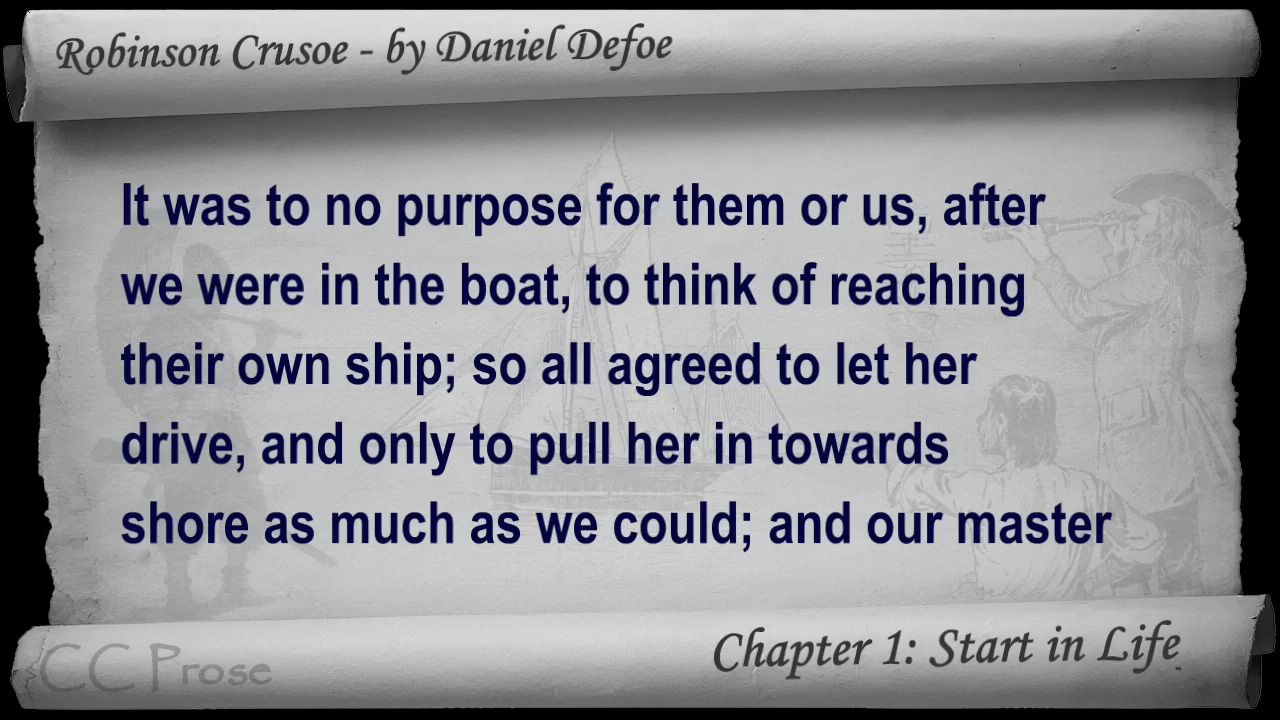 Robinson Crusoe - by Daniel Defoe
It was to no purpose for them or us, after
we were in the boat, to think of reaching
their own ship; so all agreed to let her
drive, and only to pull her in towards
shore as much as we could; and our master
Chapter 1: Start in Life
CC Prose